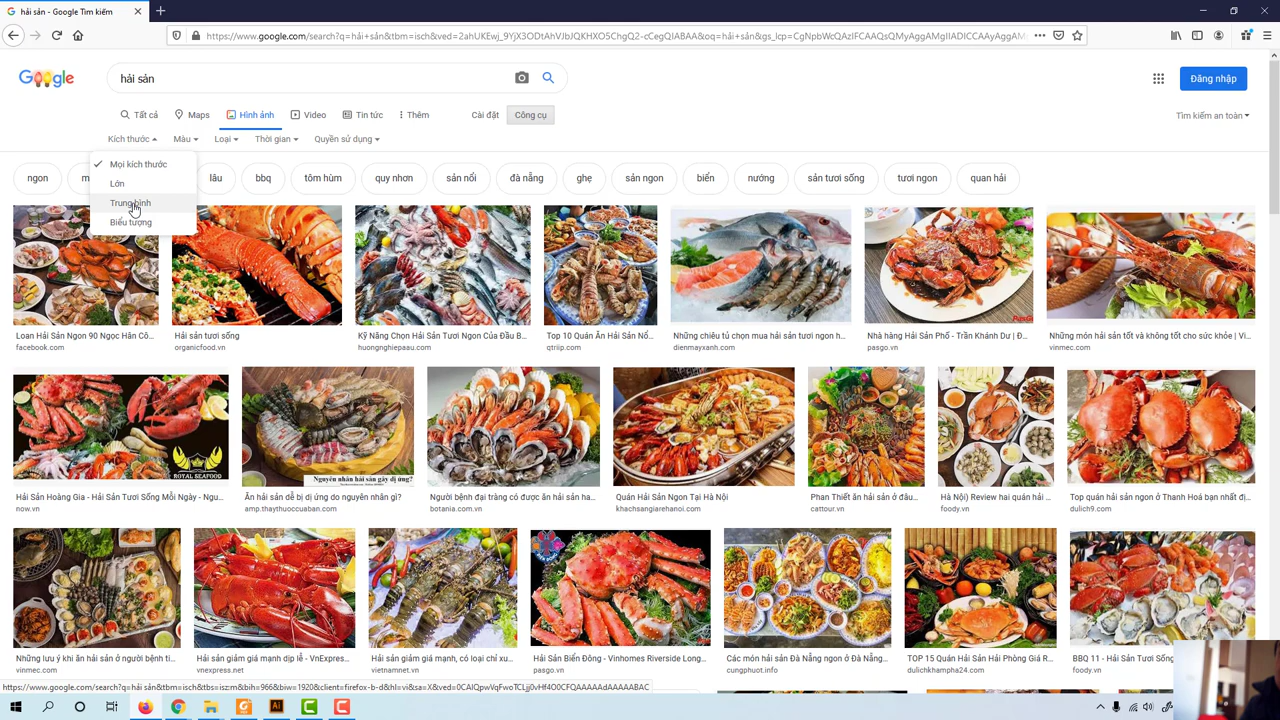 hải sản - Google Tìm kiếm
https://www.google.com/search?q=hải+sản&tbm=isch&ved=2ahUKEwj_9YjX3ODtAhVJbJQKHXO5ChgQ2-cCegQIABAA&oq=hải+sản&gs_lcp=CgNpbWcQAzIFCAAQsQMyAggAMgIIADICCAAyAggAM
Google
hải sản
Đăng nhập
Tất cả
Maps
Hình ảnh
Video
Tin tức
Thêm
Cài đặt
Công cụ
Tìm kiếm an toàn
Kích thước
Màu
Loại
Thời gian
Quyền sử dụng
Mọi kích thước
Lớn
Trung bình
Biểu tượng
ngon
m
lẩu
bbq
tôm hùm
quy nhơn
sản nổi
đà nẵng
ghẹ
sản ngon
biển
nướng
sản tươi sống
tươi ngon
quan hải
Loan Hải Sản Ngon 90 Ngọc Hân Cô...
facebook.com
Hải sản tươi sống
organicfood.vn
Kỹ Năng Chọn Hải Sản Tươi Ngon Của Đầu B...
huongnghiepaau.com
Top 10 Quán Ăn Hải Sản Nổ...
qtriip.com
Những chiêu tủ chọn mua hải sản tươi ngon h...
dienmayxanh.com
Nhà hàng Hải Sản Phố - Trần Khánh Dư | Đ...
pasgo.vn
Những món hải sản tốt và không tốt cho sức khỏe | Vi...
vinmec.com
ROYAL SEAFOOD
Nguyên nhân hải sản gây dị ứng?
Hải Sản Hoàng Gia - Hải Sản Tươi Sống Mỗi Ngày - Ngu...
now.vn
Ăn hải sản dễ bị dị ứng do nguyên nhân gì?
amp.thaythuoccuaban.com
Người bệnh đại tràng có được ăn hải sản ha...
botania.com.vn
Quán Hải Sản Ngon Tại Hà Nội
khachsangiarehanoi.com
Phan Thiết ăn hải sản ở đâu...
cattour.vn
Hà Nội) Review hai quán hải ...
foody.vn
Top quán hải sản ngon ở Thanh Hoá bạn nhất đị...
dulich9.com
Những lưu ý khi ăn hải sản ở người bệnh ti...
vinmec.com
Hải sản giảm giá mạnh dịp lễ - VnExpres...
vnexpress.net
Hải sản giảm giá mạnh, có loại chỉ xu...
vietnamnet.vn
Hải Sản Biển Đông - Vinhomes Riverside Long...
pasgo.vn
Các món hải sản Đà Nẵng ngon ở Đà Nẵng...
cungphuot.info
TOP 15 Quán Hải Sản Hải Phòng Giá R...
dulichkhampha24.com
BBQ 11 - Hải Sản Tươi Sống
foody.vn